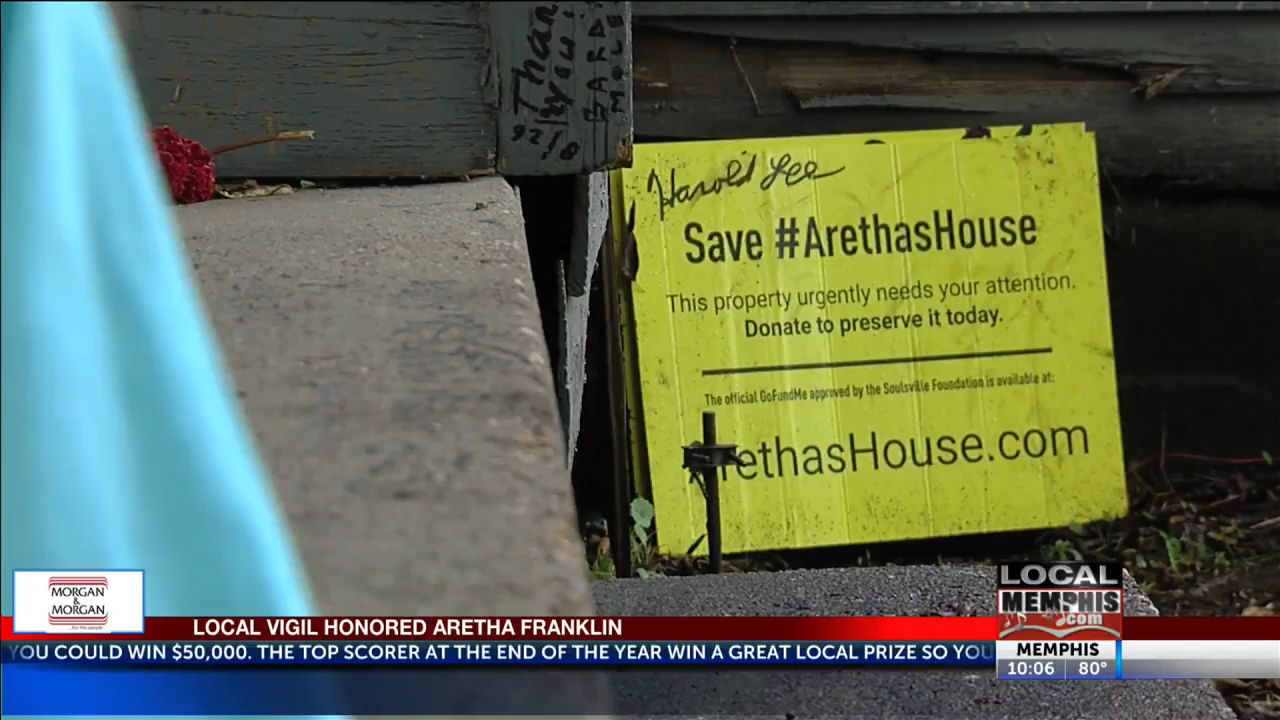 Thank
you!
Harold Lee
Save #ArethasHouse
This property urgently needs your attention.
Donate to preserve it today.
The official GoFundMe approved by the Soulsville Foundation is available at:
rethasHouse.com
MORGAN
&
MORGAN
LOCAL VIGIL HONORED ARETHA FRANKLIN
YOU COULD WIN $50,000. THE TOP SCORER AT THE END OF THE YEAR WIN A GREAT LOCAL PRIZE SO YOU
LOCAL
MEMPHIS
.com
MEMPHIS
10:06 80°